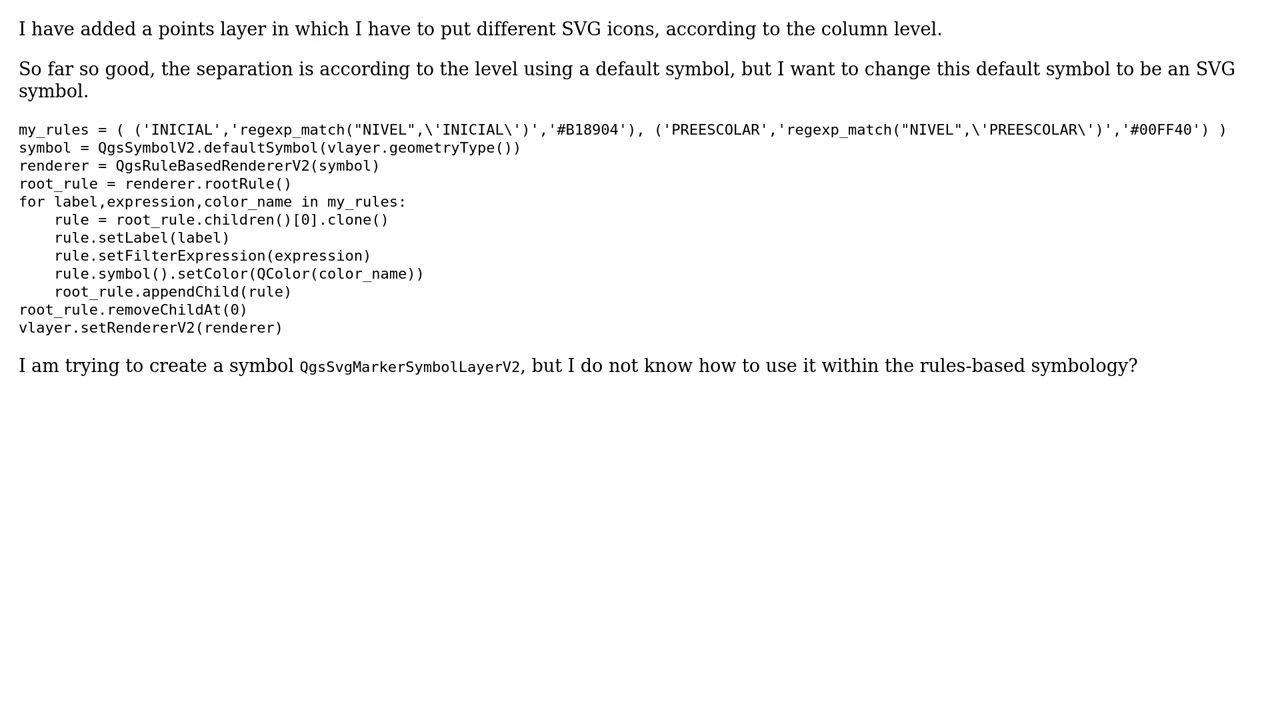 I have added a points layer in which I have to put different SVG icons, according to the column level.
So far so good, the separation is according to the level using a default symbol, but I want to change this default symbol to be an SVG
symbol.
my_rules = ( ('INICIAL','regexp_match("NIVEL",\'INICIAL\')','#B18904'), ('PREESCOLAR','regexp_match("NIVEL",\'PREESCOLAR\')','#00FF40') )
symbol = QgsSymbolV2.defaultSymbol(vlayer.geometryType())
renderer = QgsRuleBasedRendererV2(symbol)
root_rule = renderer.rootRule()
for label,expression,color_name in my_rules:
    rule = root_rule.children()[0].clone()
    rule.setLabel(label)
    rule.setFilterExpression(expression)
    rule.symbol().setColor(QColor(color_name))
    root_rule.appendChild(rule)
root_rule.removeChildAt(0)
vlayer.setRendererV2(renderer)
I am trying to create a symbol QgsSvgMarkerSymbolLayerV2, but I do not know how to use it within the rules-based symbology?